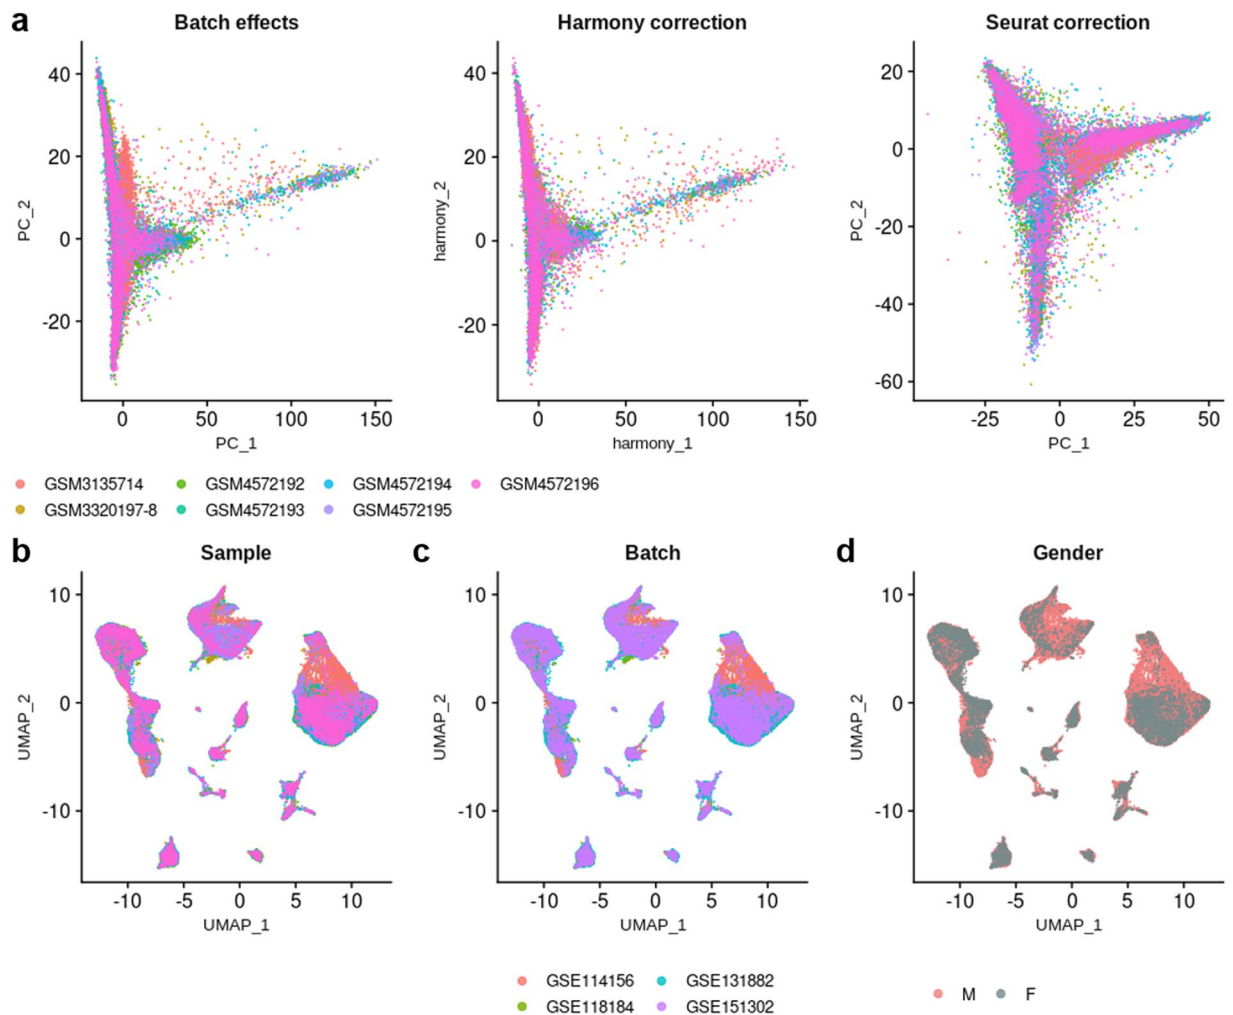 a
Batch effects
Harmony correction
Seurat correction
40
20
0
-20
PC_2
0 50 100 150
PC_1
40
20
0
-20
harmony_2
0 50 100 150
harmony_1
20
0
-20
-40
-60
PC_2
-25 0 25 50
PC_1
GSM3135714 GSM4572192 GSM4572194 GSM4572196
GSM3320197-8 GSM4572193 GSM4572195
b
Sample
10
0
-10
UMAP_2
-10 -5 0 5 10
UMAP_1
c
Batch
10
0
-10
UMAP_2
-10 -5 0 5 10
UMAP_1
GSE114156 GSE131882
GSE118184 GSE151302
d
Gender
10
0
-10
UMAP_2
-10 -5 0 5 10
UMAP_1
M F